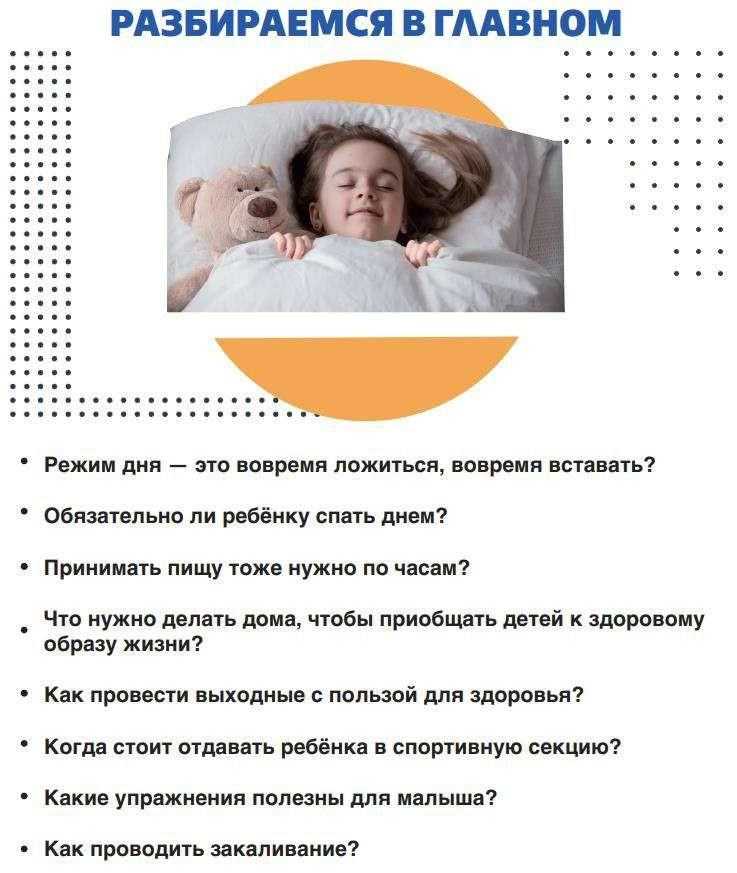 РАЗБИРАЕМСЯ В ГЛАВНОМ
• Режим дня — это вовремя ложиться, вовремя вставать?
• Обязательно ли ребёнку спать днем?
• Принимать пищу тоже нужно по часам?
• Что нужно делать дома, чтобы приобщать детей к здоровому
образу жизни?
• Как провести выходные с пользой для здоровья?
• Когда стоит отдавать ребёнка в спортивную секцию?
• Какие упражнения полезны для малыша?
• Как проводить закаливание?